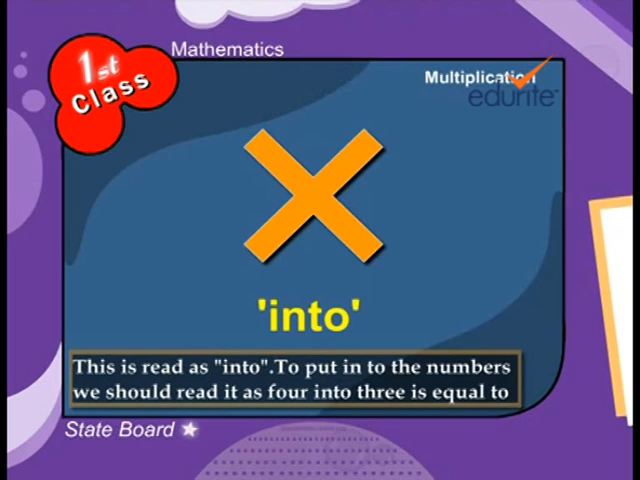 1st
Class
Mathematics
Multiplication
edurite
'into'
This is read as "into".To put in to the numbers
we should read it as four into three is equal to
State Board